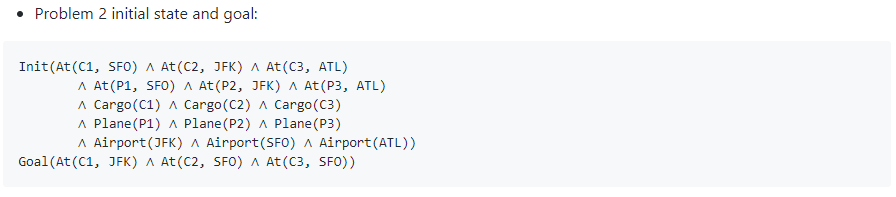 • Problem 2 initial state and goal:
Init(At(C1, SFO) ∧ At(C2, JFK) ∧ At(C3, ATL)
∧ At(P1, SFO) ∧ At(P2, JFK) ∧ At(P3, ATL)
∧ Cargo(C1) ∧ Cargo(C2) ∧ Cargo(C3)
∧ Plane(P1) ∧ Plane(P2) ∧ Plane(P3)
∧ Airport(JFK) ∧ Airport(SFO) ∧ Airport(ATL))
Goal(At(C1, JFK) ∧ At(C2, SFO) ∧ At(C3, SFO))